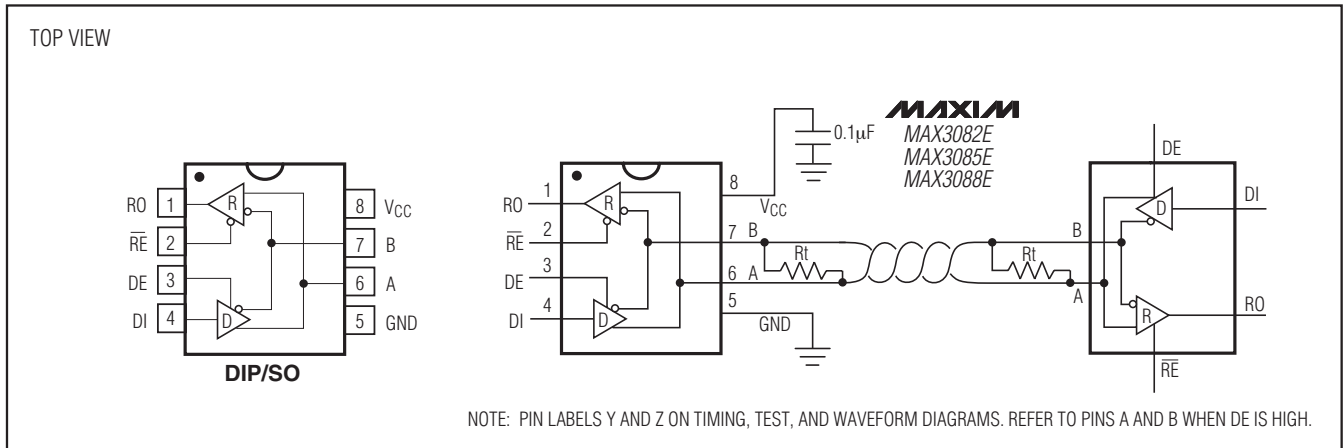 TOP VIEW
RO 1
R̅E̅ 2
DE 3
DI 4
R
D
8 VCC
7 B
6 A
5 GND
DIP/SO
RO 1
R̅E̅ 2
DE 3
DI 4
R
D
8 VCC
7 B
6 A
5 GND
0.1µF
MAXIM
MAX3082E
MAX3085E
MAX3088E
Rt
Rt
B
A
DE
D
DI
R
RO
R̅E̅
NOTE: PIN LABELS Y AND Z ON TIMING, TEST, AND WAVEFORM DIAGRAMS. REFER TO PINS A AND B WHEN DE IS HIGH.